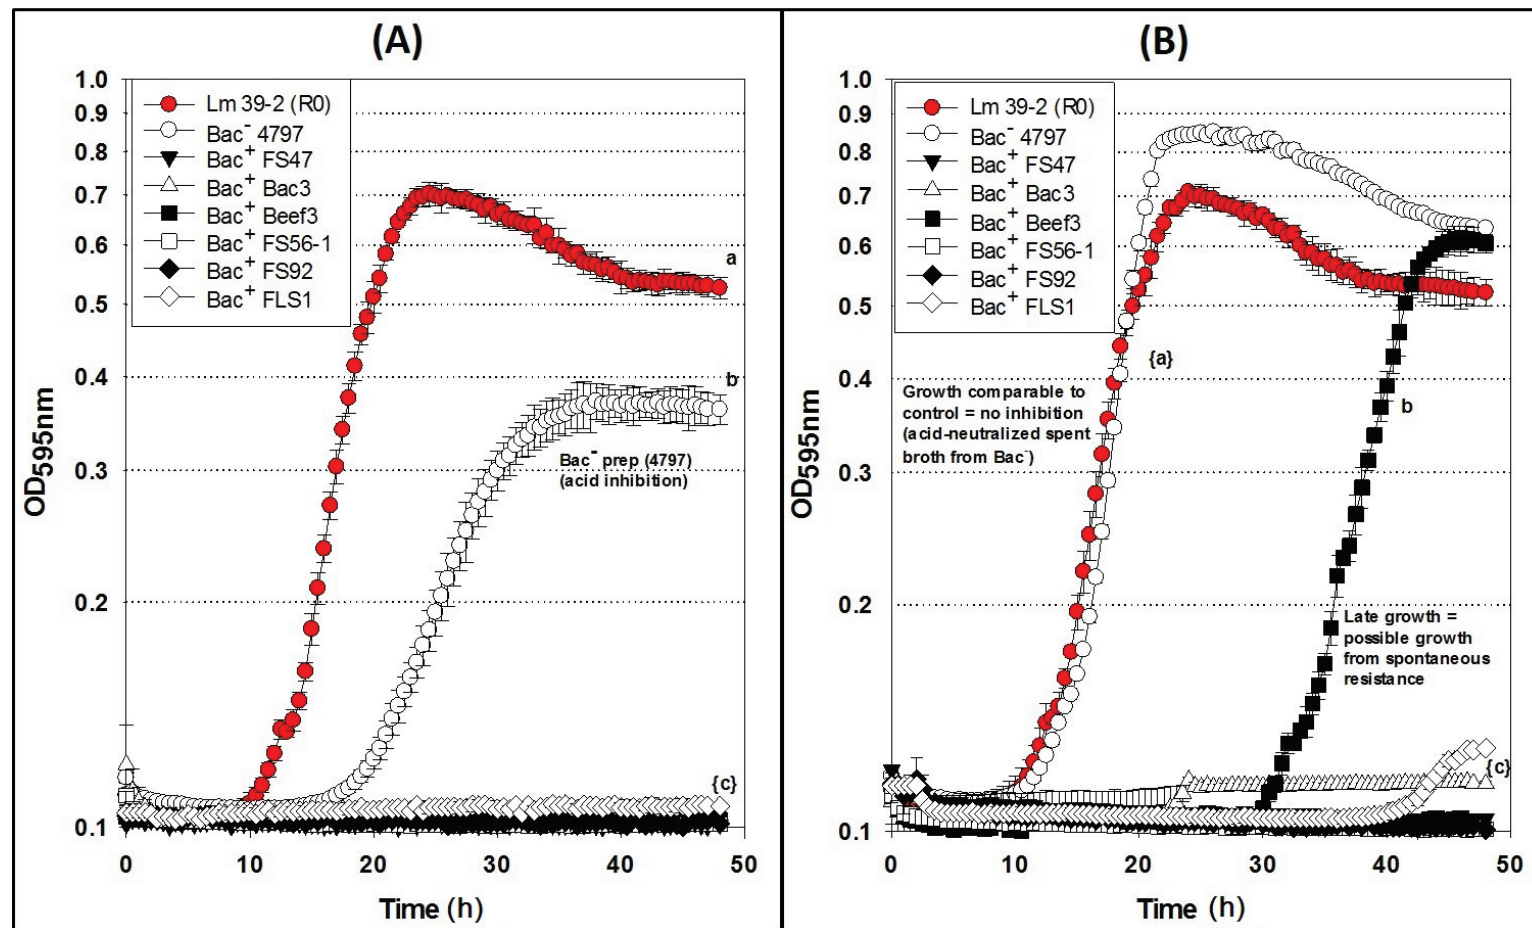 (A)
1.0
0.9
0.8
0.7
0.6
0.5
0.4
0.3
0.2
0.1
OD595nm
Lm 39-2 (R0)
Bac⁻ 4797
Bac⁺ FS47
Bac⁺ Bac3
Bac⁺ Beef3
Bac⁺ FS56-1
Bac⁺ FS92
Bac⁺ FLS1
a
b
Bac⁻ prep (4797)
(acid inhibition)
{c}
0 10 20 30 40 50
Time (h)
(B)
1.0
0.9
0.8
0.7
0.6
0.5
0.4
0.3
0.2
0.1
OD595nm
Lm 39-2 (R0)
Bac⁻ 4797
Bac⁺ FS47
Bac⁺ Bac3
Bac⁺ Beef3
Bac⁺ FS56-1
Bac⁺ FS92
Bac⁺ FLS1
{a}
Growth comparable to
control = no inhibition
(acid-neutralized spent
broth from Bac⁻)
b
Late growth =
possible growth
from spontaneous
resistance
{c}
0 10 20 30 40 50
Time (h)